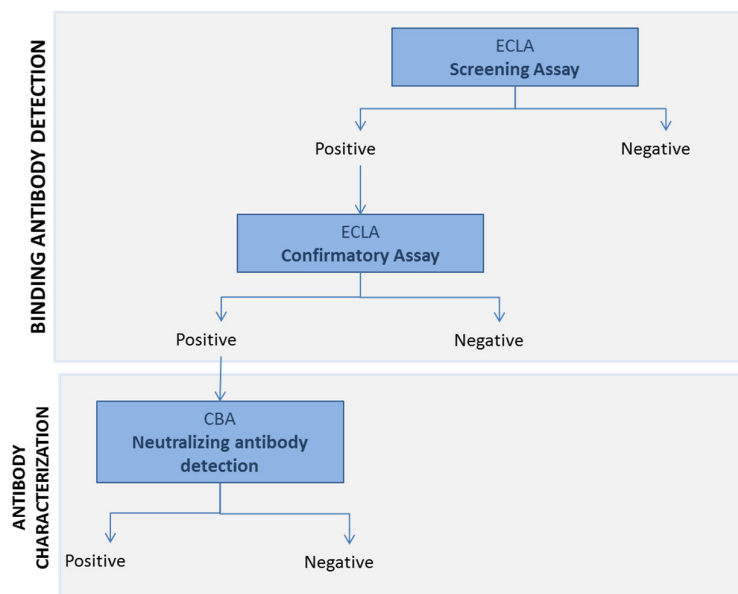 BINDING ANTIBODY DETECTION
ECLA
Screening Assay
Positive
Negative
ECLA
Confirmatory Assay
Positive
Negative
ANTIBODY
CHARACTERIZATION
CBA
Neutralizing antibody
detection
Positive
Negative